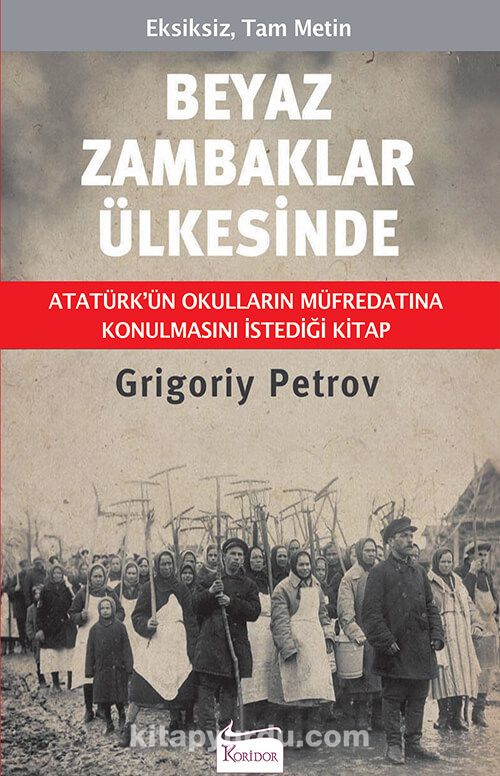 Eksiksiz, Tam Metin
BEYAZ
ZAMBAKLAR
ÜLKESİNDE
ATATÜRK'ÜN OKULLARIN MÜFREDATINA
KONULMASINI İSTEDİĞİ KİTAP
Grigoriy Petrov
kitapyurdu.com
KORİDOR